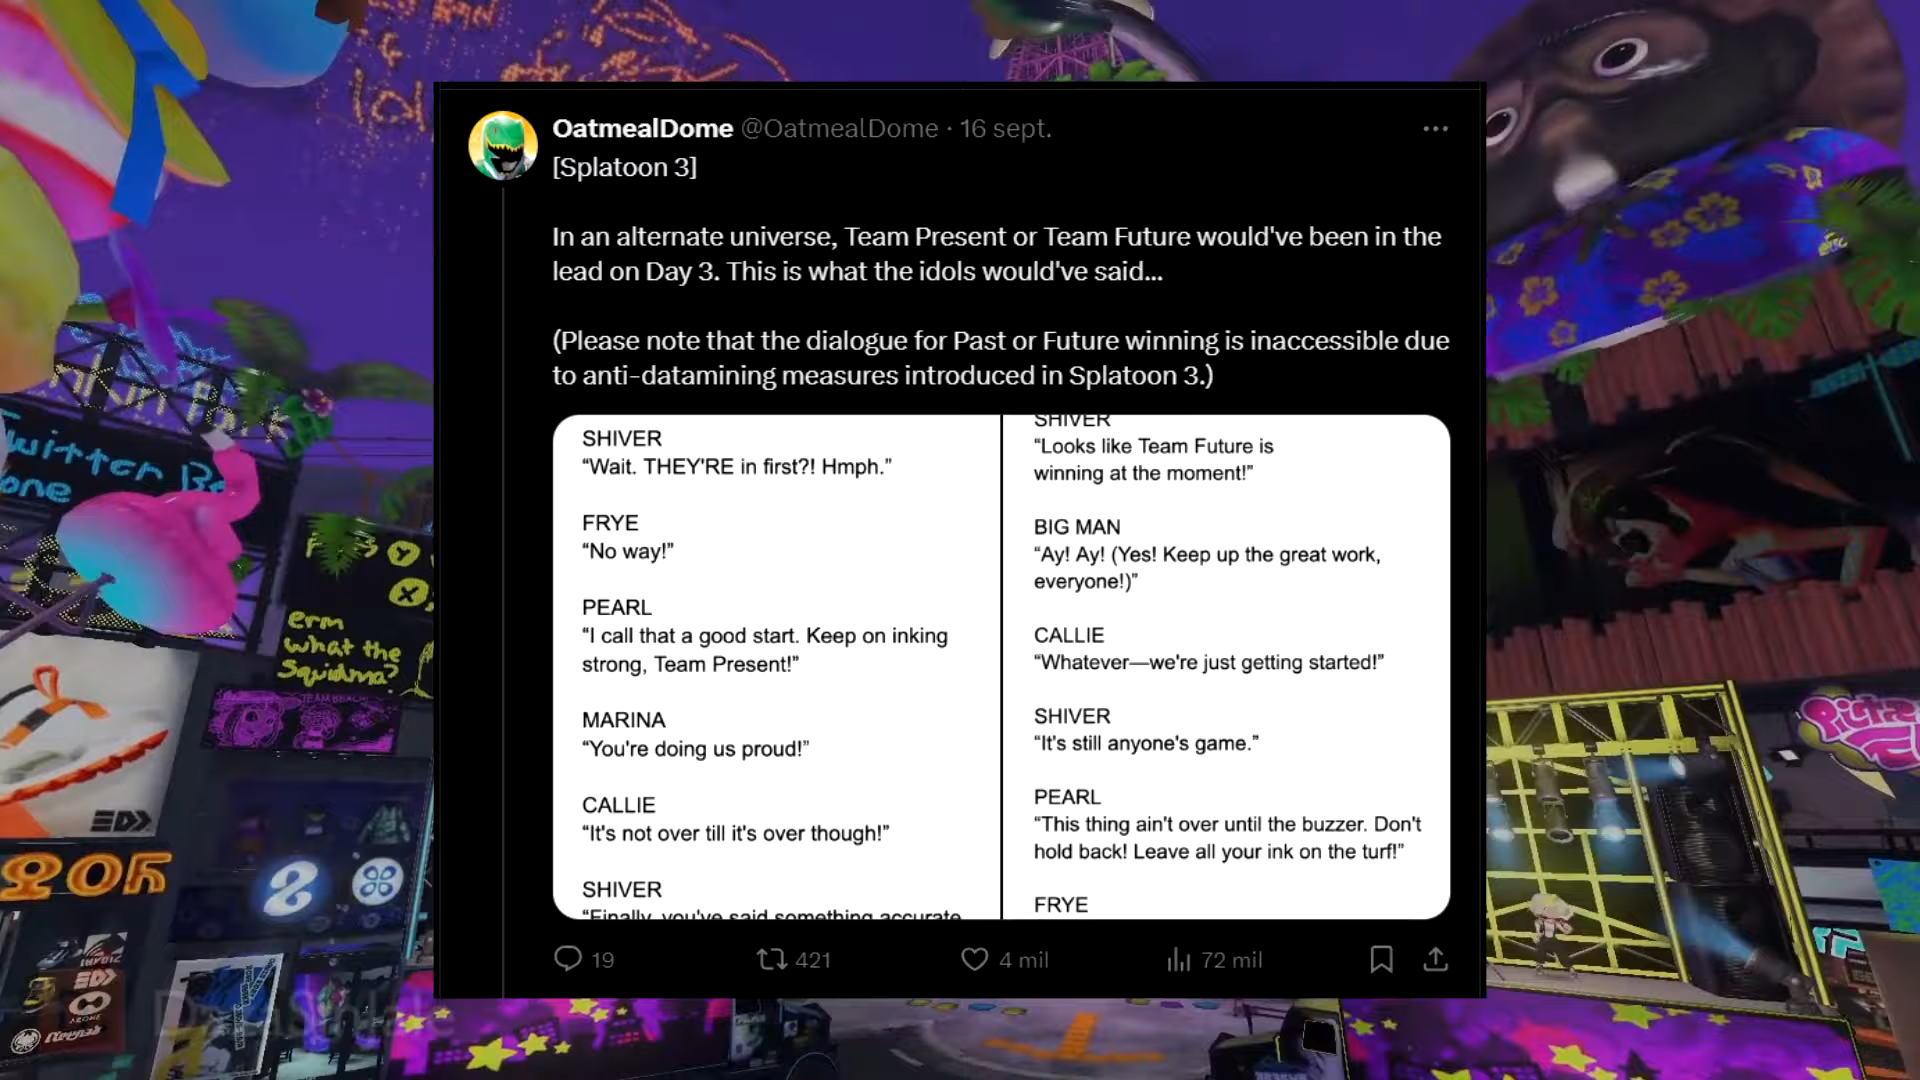 OatmealDome @OatmealDome · 16 sept.
[Splatoon 3]
In an alternate universe, Team Present or Team Future would've been in the
lead on Day 3. This is what the idols would've said...
(Please note that the dialogue for Past or Future winning is inaccessible due
to anti-datamining measures introduced in Splatoon 3.)
SHIVER
“Wait. THEY'RE in first?! Hmph.”
FRYE
“No way!”
PEARL
“I call that a good start. Keep on inking
strong, Team Present!”
MARINA
“You're doing us proud!”
CALLIE
“It's not over till it's over though!”
SHIVER
“Finally, you've said something accurate
SHIVER
“Looks like Team Future is
winning at the moment!”
BIG MAN
“Ay! Ay! (Yes! Keep up the great work,
everyone!)”
CALLIE
“Whatever—we're just getting started!”
SHIVER
“It's still anyone's game.”
PEARL
“This thing ain't over until the buzzer. Don't
hold back! Leave all your ink on the turf!”
FRYE
19
421
4 mil
72 mil
erm
what the
Squidma?